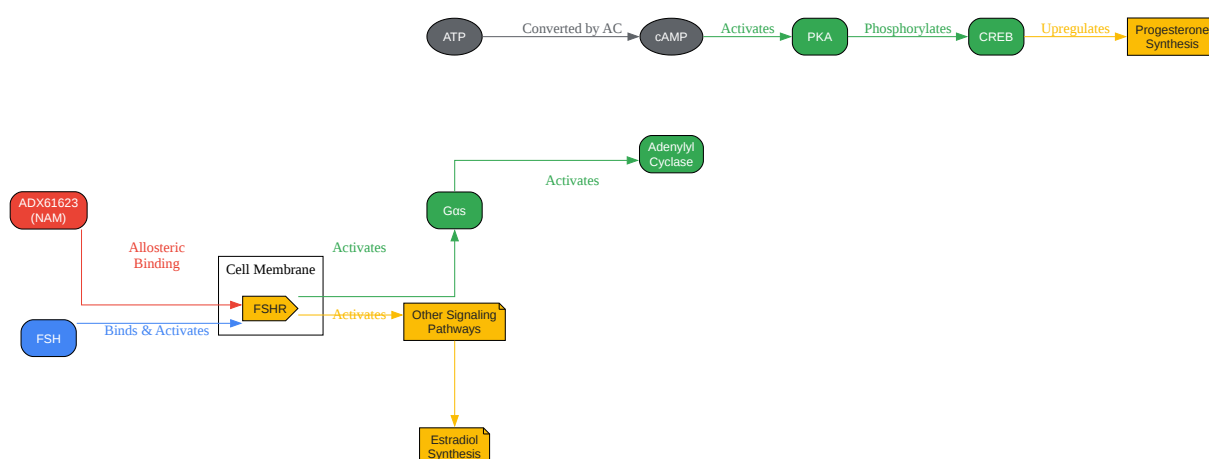 ATP
Converted by AC
cAMP
Activates
PKA
Phosphorylates
CREB
Upregulates
Progesterone
Synthesis
Adenylyl
Cyclase
Activates
ADX61623
(NAM)
Gαs
Allosteric
Binding
Activates
Cell Membrane
FSHR
Activates
Other Signaling
Pathways
FSH
Binds & Activates
Estradiol
Synthesis